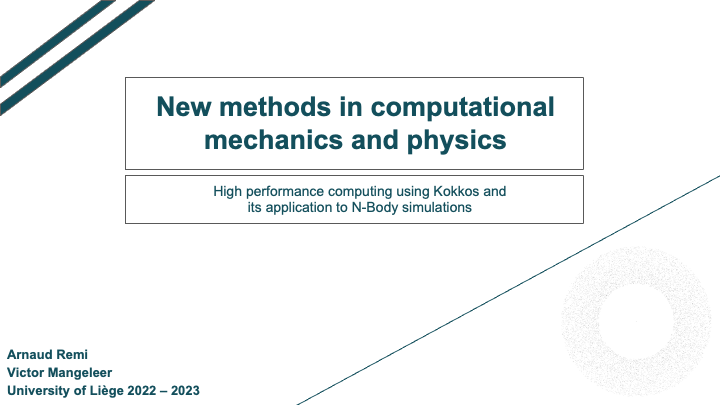 New methods in computational
mechanics and physics
High performance computing using Kokkos and
its application to N-Body simulations
Arnaud Remi
Victor Mangeleer
University of Liège 2022 – 2023